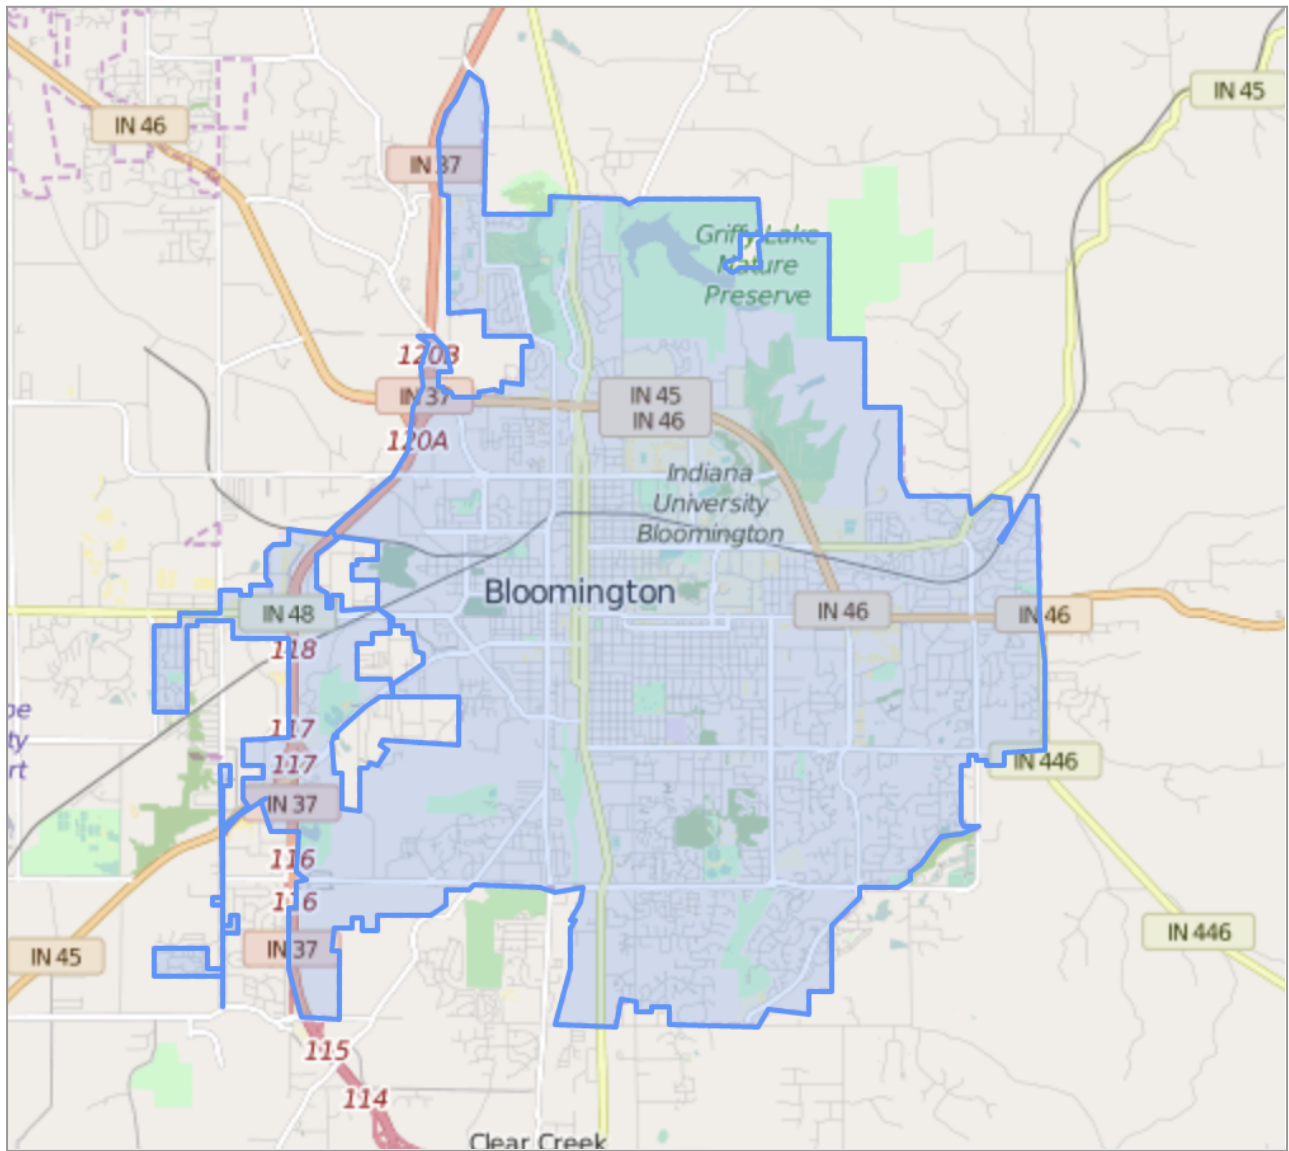 IN 45
IN 46
IN 37
Griffy Lake
Nature
Preserve
120B
IN 37
IN 45
IN 46
120A
Indiana
University
Bloomington
Bloomington
IN 48
IN 46
IN 46
118
117
117
IN 446
IN 37
116
116
IN 446
IN 37
IN 45
115
114
Clear Creek